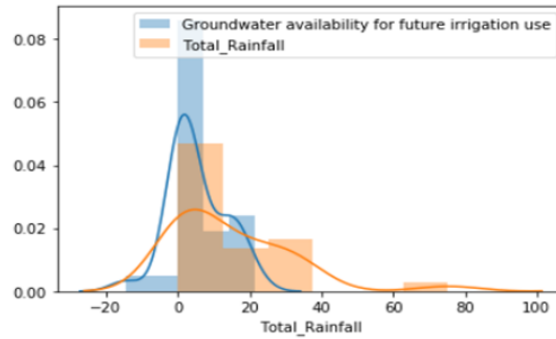 Groundwater availability for future irrigation use
Total_Rainfall
0.08
0.06
0.04
0.02
0.00
−20 0 20 40 60 80 100
Total_Rainfall